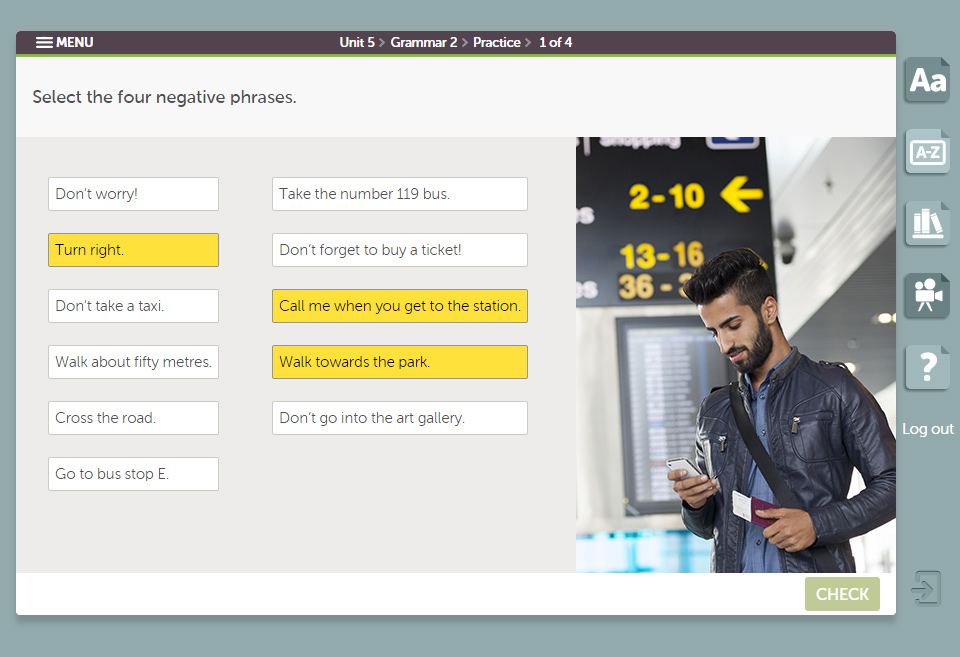 MENU
Unit 5 > Grammar 2 > Practice > 1 of 4
Select the four negative phrases.
Don't worry!
Turn right.
Don't take a taxi.
Walk about fifty metres.
Cross the road.
Go to bus stop E.
Take the number 119 bus.
Don't forget to buy a ticket!
Call me when you get to the station.
Walk towards the park.
Don't go into the art gallery.
Shopping
2-10
13-16
36 -
CHECK
Aa
A-Z
?
Log out